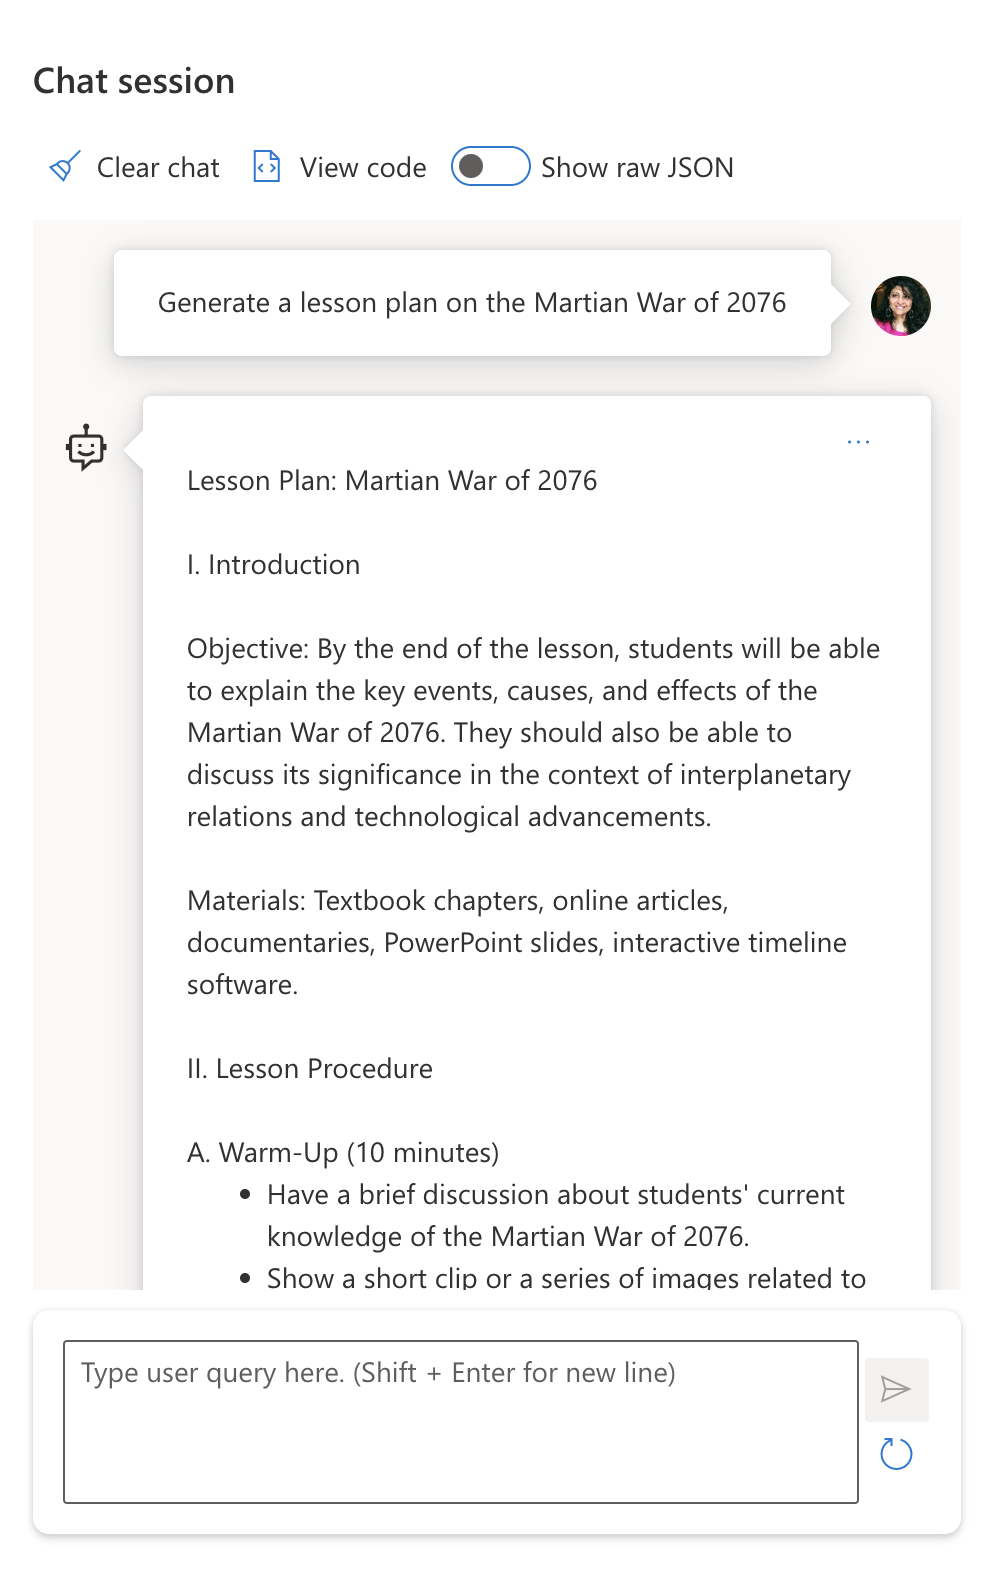 Chat session
Clear chat View code Show raw JSON
Generate a lesson plan on the Martian War of 2076
...
Lesson Plan: Martian War of 2076
I. Introduction
Objective: By the end of the lesson, students will be able
to explain the key events, causes, and effects of the
Martian War of 2076. They should also be able to
discuss its significance in the context of interplanetary
relations and technological advancements.
Materials: Textbook chapters, online articles,
documentaries, PowerPoint slides, interactive timeline
software.
II. Lesson Procedure
A. Warm-Up (10 minutes)
• Have a brief discussion about students' current
knowledge of the Martian War of 2076.
• Show a short clip or a series of images related to
Type user query here. (Shift + Enter for new line)